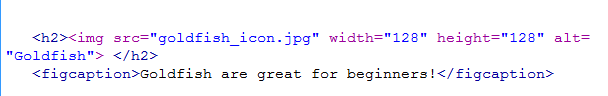 <h2><img src="goldfish_icon.jpg" width="128" height="128" alt=
"Goldfish"> </h2>
<figcaption>Goldfish are great for beginners!</figcaption>